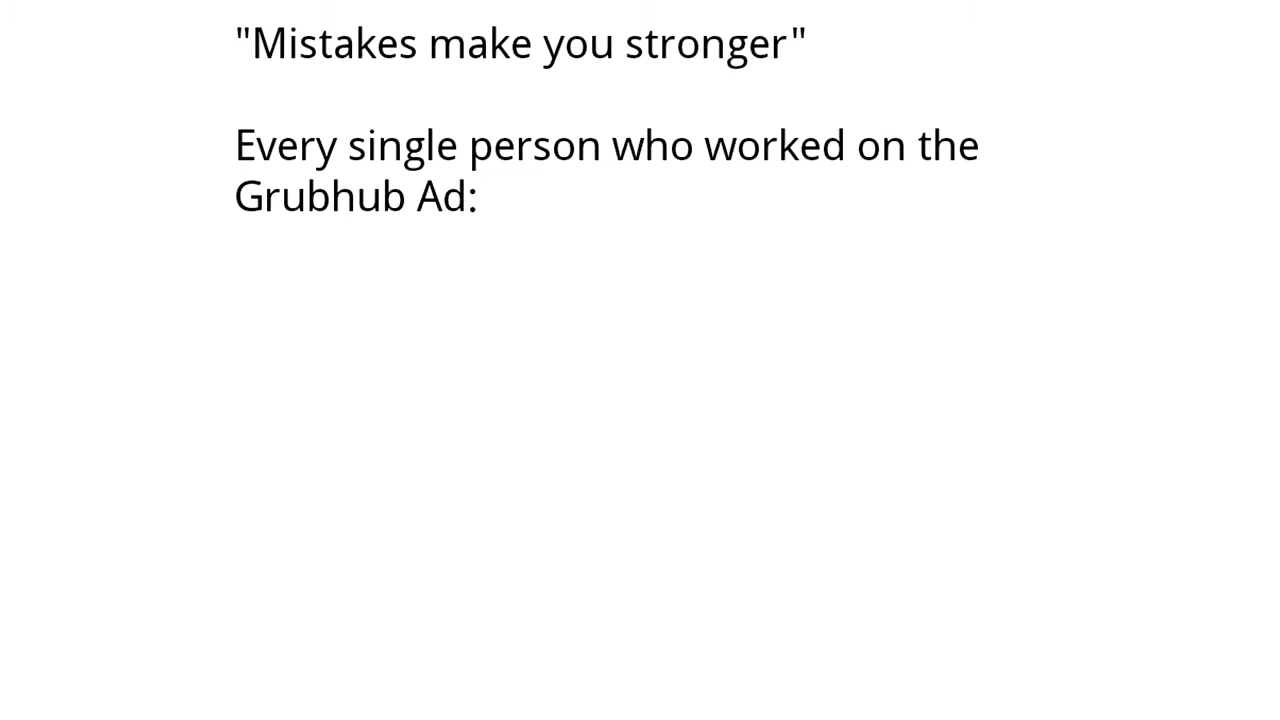 "Mistakes make you stronger"
Every single person who worked on the
Grubhub Ad: